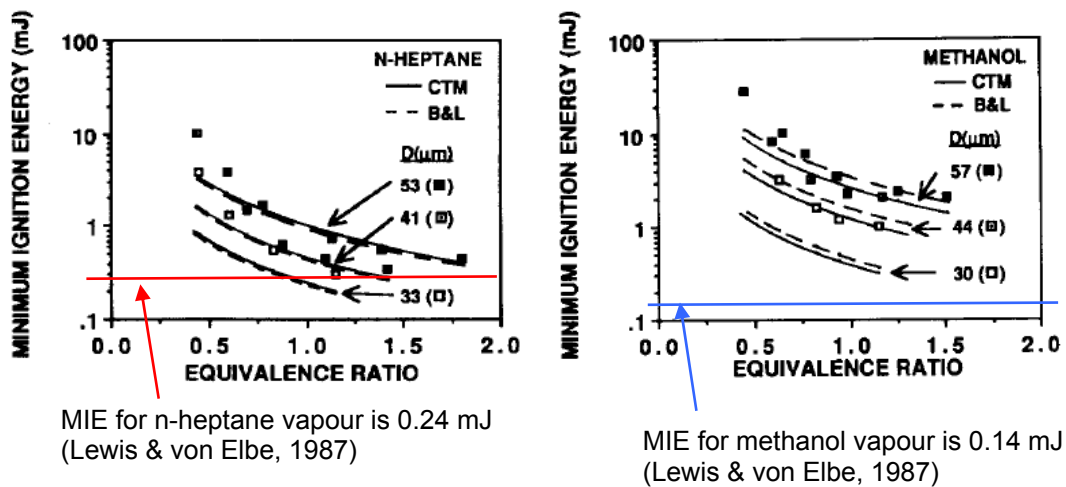 MINIMUM IGNITION ENERGY (mJ)
100
10
1
.1
N-HEPTANE
CTM
B&L
D(μm)
53 (■)
41 (▣)
33 (□)
0.0 0.5 1.0 1.5 2.0
EQUIVALENCE RATIO
MIE for n-heptane vapour is 0.24 mJ
(Lewis & von Elbe, 1987)
MINIMUM IGNITION ENERGY (mJ)
100
10
1
.1
METHANOL
CTM
B&L
D(μm)
57 (■)
44 (▣)
30 (□)
0.0 0.5 1.0 1.5 2.0
EQUIVALENCE RATIO
MIE for methanol vapour is 0.14 mJ
(Lewis & von Elbe, 1987)